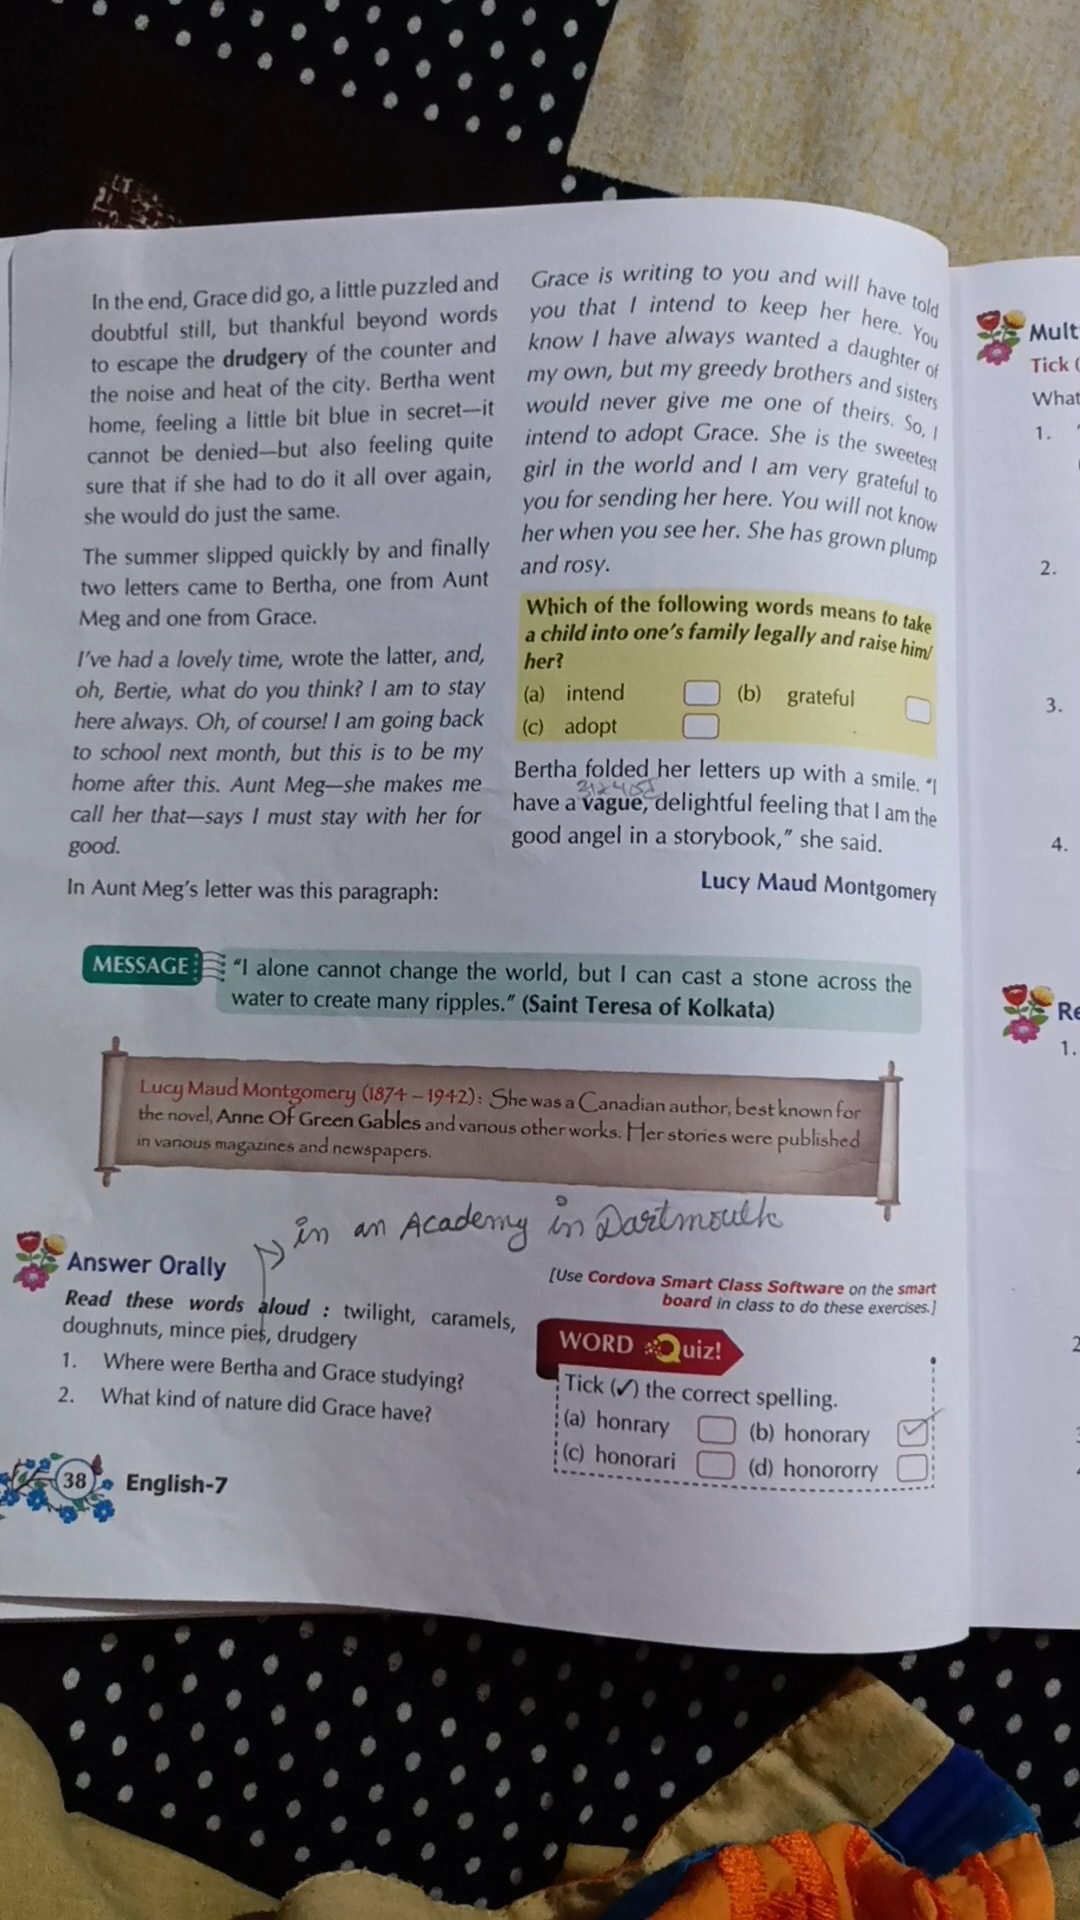 In the end, Grace did go, a little puzzled and
doubtful still, but thankful beyond words
to escape the drudgery of the counter and
the noise and heat of the city. Bertha went
home, feeling a little bit blue in secret—it
cannot be denied—but also feeling quite
sure that if she had to do it all over again,
she would do just the same.
The summer slipped quickly by and finally
two letters came to Bertha, one from Aunt
Meg and one from Grace.
I've had a lovely time, wrote the latter, and,
oh, Bertie, what do you think? I am to stay
here always. Oh, of course! I am going back
to school next month, but this is to be my
home after this. Aunt Meg—she makes me
call her that—says I must stay with her for
good.
In Aunt Meg's letter was this paragraph:
Grace is writing to you and will have told
you that I intend to keep her here. You
know I have always wanted a daughter of
my own, but my greedy brothers and sisters
would never give me one of theirs. So, I
intend to adopt Grace. She is the sweetest
girl in the world and I am very grateful to
you for sending her here. You will not know
her when you see her. She has grown plump
and rosy.
Which of the following words means to take
a child into one's family legally and raise him/
her?
(a) intend (b) grateful
(c) adopt
Bertha folded her letters up with a smile. "I
have a vague, delightful feeling that I am the
good angel in a storybook," she said.
Lucy Maud Montgomery
MESSAGE "I alone cannot change the world, but I can cast a stone across the
water to create many ripples." (Saint Teresa of Kolkata)
Lucy Maud Montgomery (1874 – 1942): She was a Canadian author, best known for
the novel, Anne Of Green Gables and various other works. Her stories were published
in various magazines and newspapers.
in an Academy in Dartmouth
Answer Orally
Read these words aloud : twilight, caramels,
doughnuts, mince pies, drudgery
1. Where were Bertha and Grace studying?
2. What kind of nature did Grace have?
[Use Cordova Smart Class Software on the smart
board in class to do these exercises.]
WORD Quiz!
Tick (✓) the correct spelling.
(a) honrary (b) honorary ✓
(c) honorari (d) honororry
38 English-7
Mult
Tick (
What
1.
2.
3.
4.
Re
1.
2